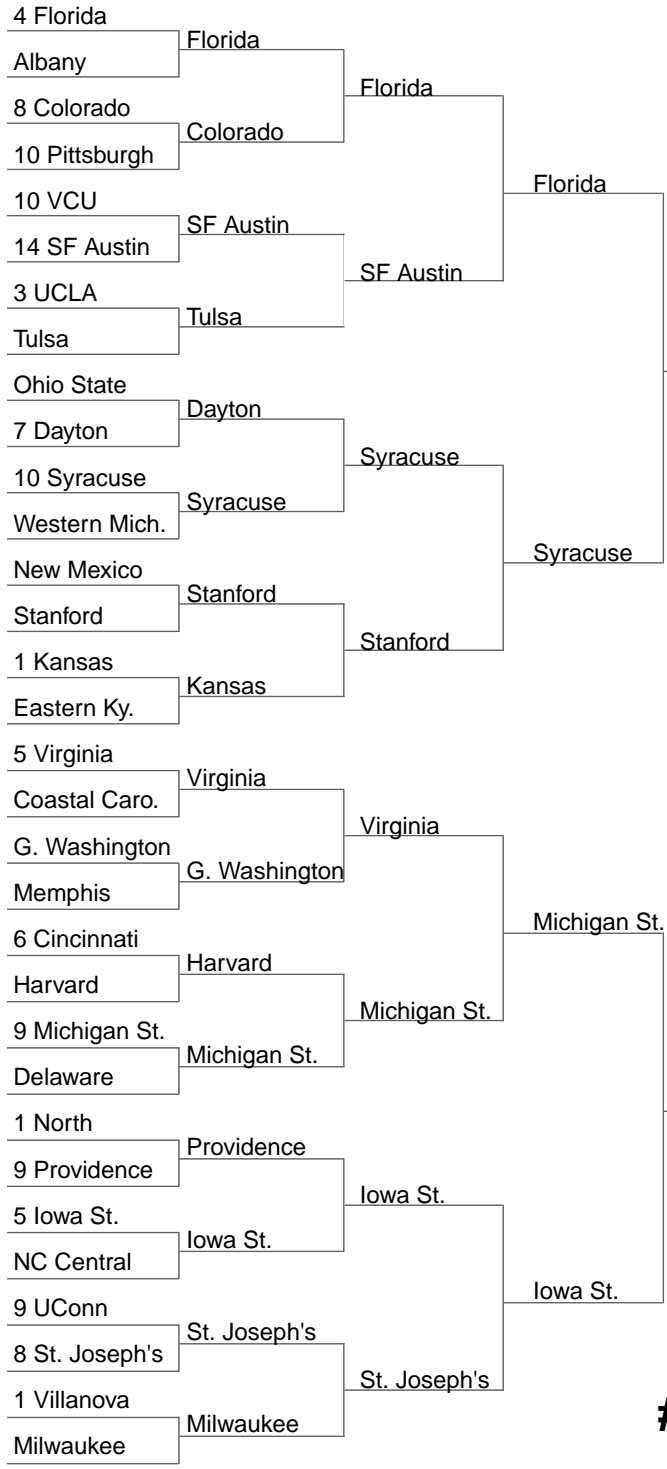 4 Florida
Albany
8 Colorado
10 Pittsburgh
10 VCU
14 SF Austin
3 UCLA
Tulsa
Ohio State
7 Dayton
10 Syracuse
Western Mich.
New Mexico
Stanford
1 Kansas
Eastern Ky.
5 Virginia
Coastal Caro.
G. Washington
Memphis
6 Cincinnati
Harvard
9 Michigan St.
Delaware
1 North
9 Providence
5 Iowa St.
NC Central
9 UConn
8 St. Joseph's
1 Villanova
Milwaukee
Florida
Colorado
SF Austin
Tulsa
Dayton
Syracuse
Stanford
Kansas
Virginia
G. Washington
Harvard
Michigan St.
Providence
Iowa St.
St. Joseph's
Milwaukee
Florida
SF Austin
Syracuse
Stanford
Virginia
Michigan St.
Iowa St.
St. Joseph's
Florida
Syracuse
Michigan St.
Iowa St.
#